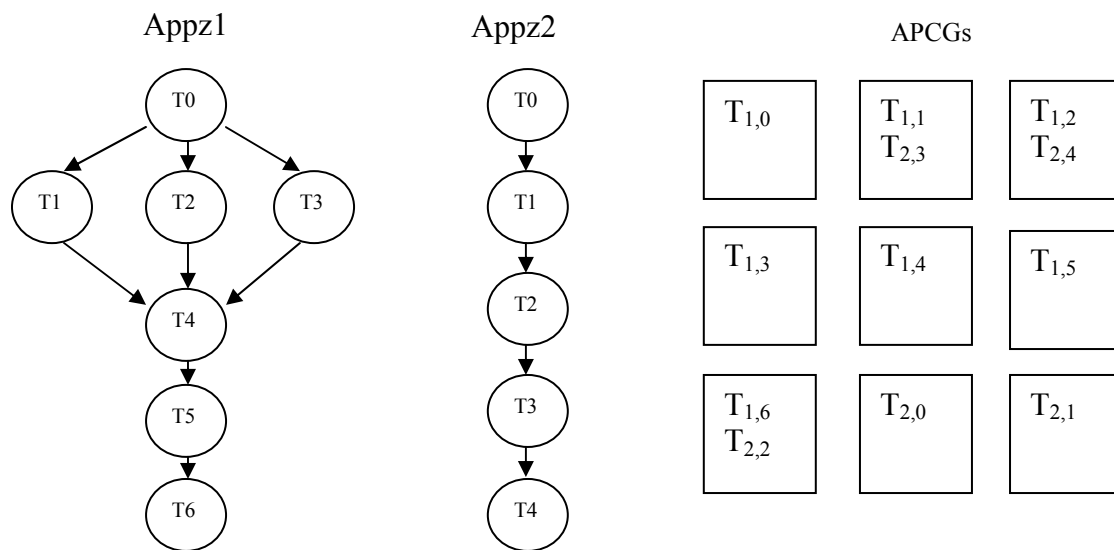 Appz1
T0
T1
T2
T3
T4
T5
T6
Appz2
T0
T1
T2
T3
T4
APCGs
T1,0
T1,1
T2,3
T1,2
T2,4
T1,3
T1,4
T1,5
T1,6
T2,2
T2,0
T2,1